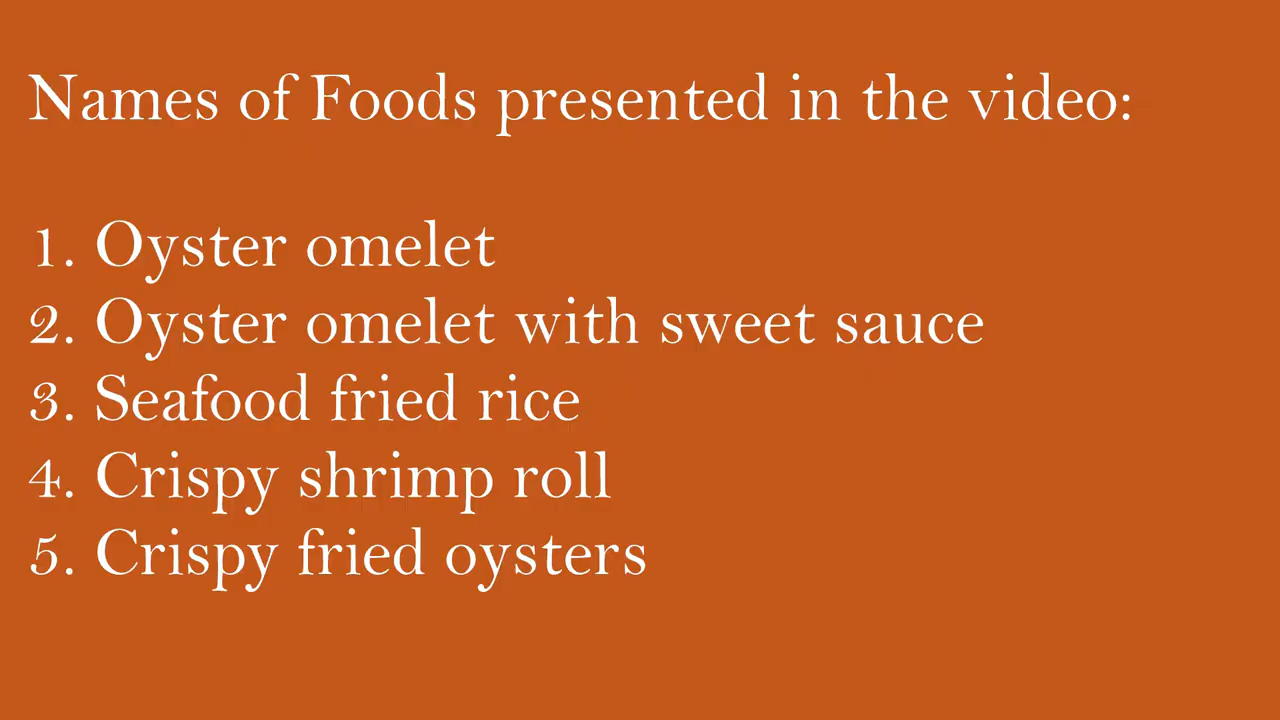 Names of Foods presented in the video:
1. Oyster omelet
2. Oyster omelet with sweet sauce
3. Seafood fried rice
4. Crispy shrimp roll
5. Crispy fried oysters